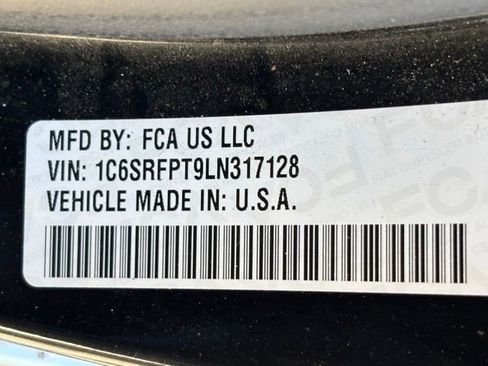 MFD BY: FCA US LLC
VIN: 1C6SRFPT9LN317128
VEHICLE MADE IN: U.S.A.